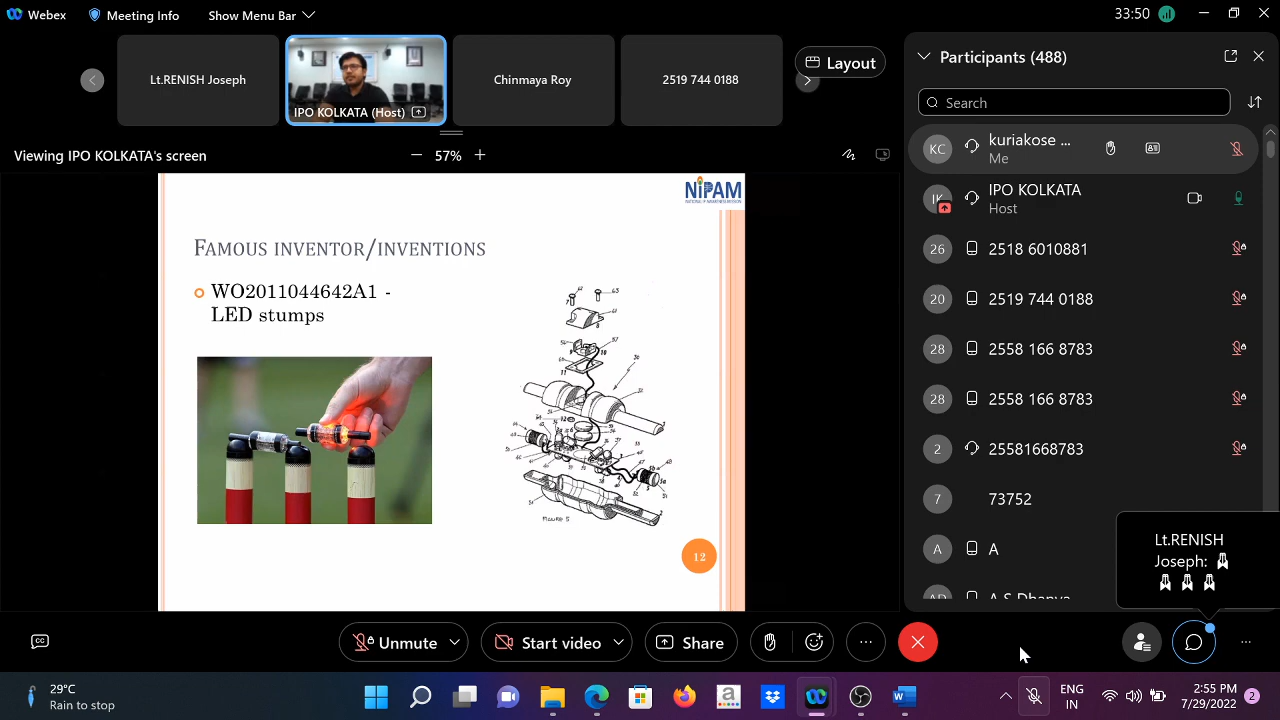 Webex
Meeting Info
Show Menu Bar
33:50
Lt.RENISH Joseph
IPO KOLKATA (Host)
Chinmaya Roy
2519 744 0188
Layout
Viewing IPO KOLKATA's screen
57%
NIPAM
FAMOUS INVENTOR/INVENTIONS
WO2011044642A1 -
LED stumps
12
Participants (488)
Search
KC
kuriakose ...
Me
IPO KOLKATA
Host
26
2518 6010881
20
2519 744 0188
28
2558 166 8783
28
2558 166 8783
2
25581668783
7
73752
A
A
A S Dhanya
Lt.RENISH
Joseph:
CC
Unmute
Start video
Share
29°C
Rain to stop
ENG
IN
2:55 PM
7/29/2022
2